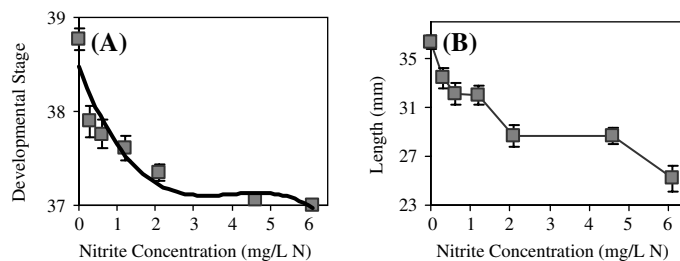 (A)
39
38
37
Developmental Stage
0 1 2 3 4 5 6
Nitrite Concentration (mg/L N)
(B)
36
31
27
23
Length (mm)
0 1 2 3 4 5 6
Nitrite Concentration (mg/L N)